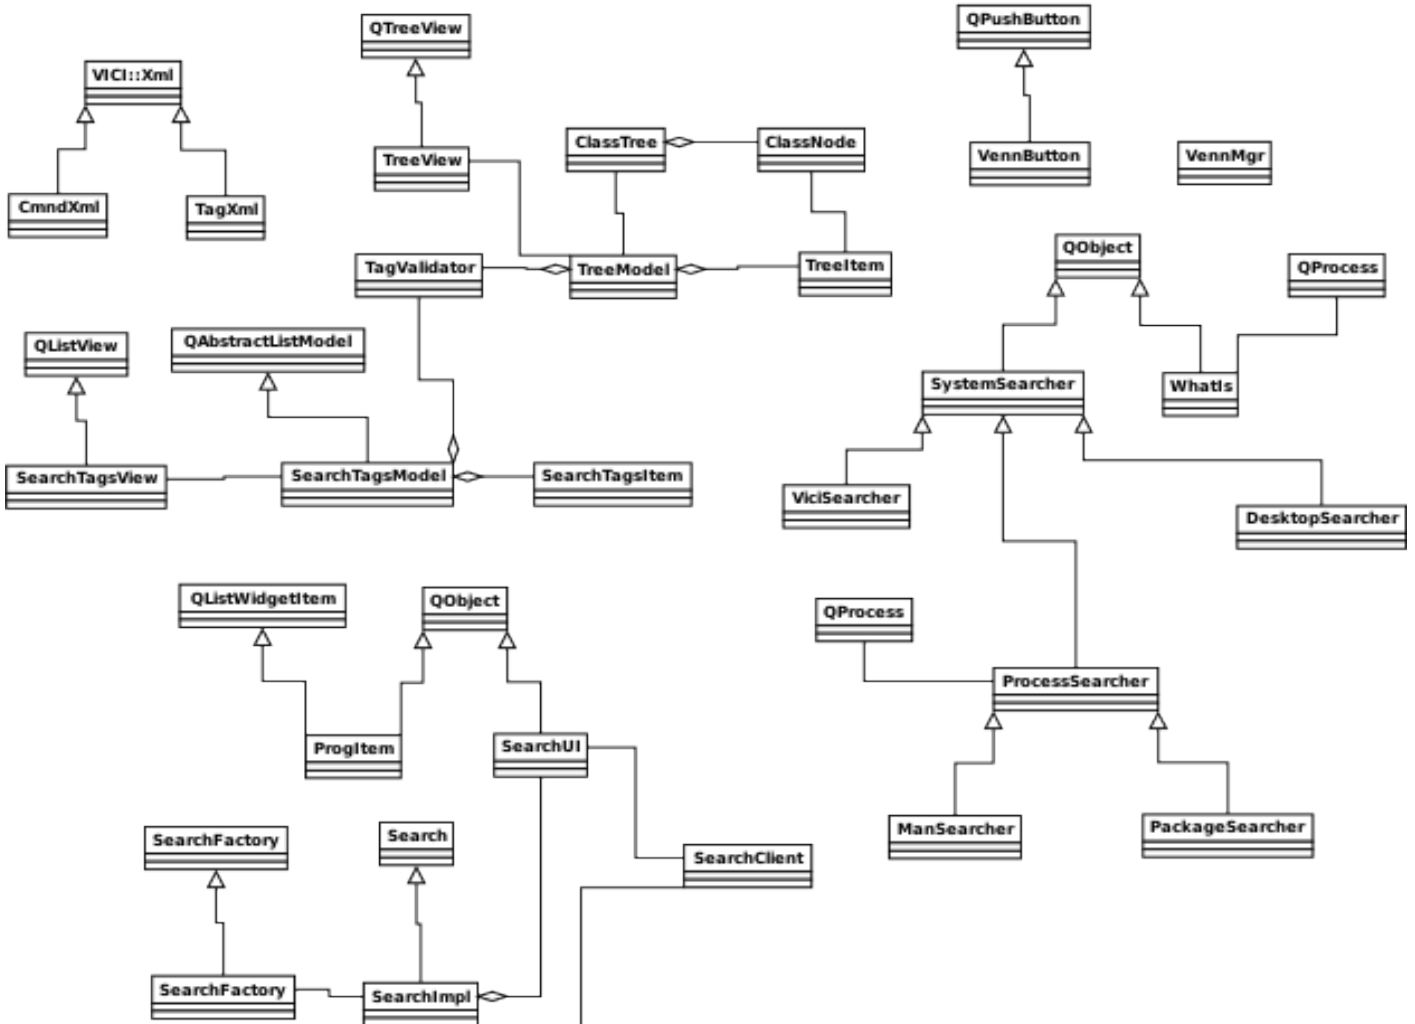 QPushButton
QTreeView
VICI::Xml
ClassTree
ClassNode
TreeView
VennButton
VennMgr
CmndXml
TagXml
QObject
TagValidator
TreeModel
TreeItem
QProcess
QListView
QAbstractListModel
SystemSearcher
WhatIs
SearchTagsView
SearchTagsModel
SearchTagsItem
ViciSearcher
DesktopSearcher
QListWidgetItem
QObject
QProcess
ProcessSearcher
ProgItem
SearchUI
SearchFactory
Search
ManSearcher
PackageSearcher
SearchClient
SearchFactory
SearchImpl